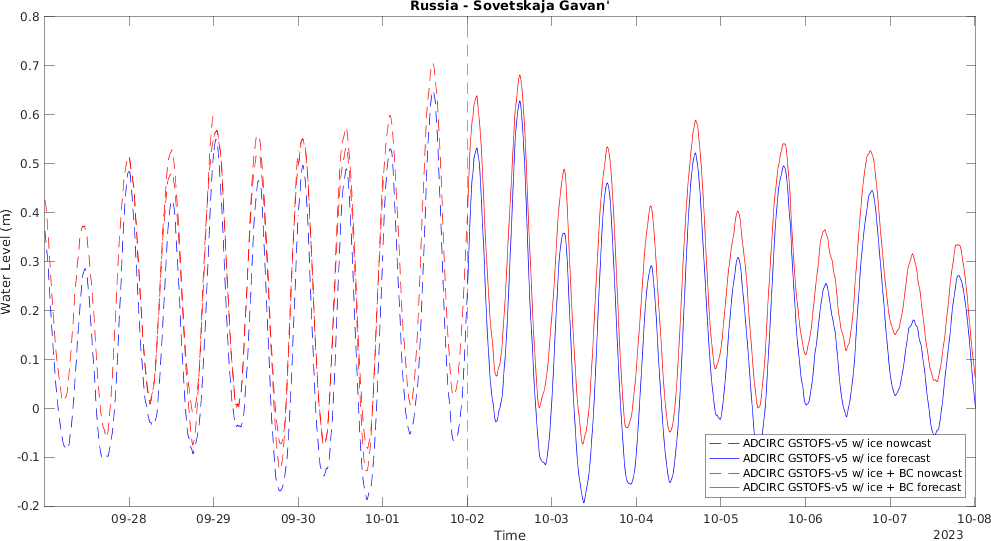 Russia - Sovetskaja Gavan'
0.8
0.7
0.6
0.5
0.4
0.3
0.2
0.1
0
-0.1
-0.2
Water Level (m)
ADCIRC GSTOFS-v5 w/ ice nowcast
ADCIRC GSTOFS-v5 w/ ice forecast
ADCIRC GSTOFS-v5 w/ ice + BC nowcast
ADCIRC GSTOFS-v5 w/ ice + BC forecast
09-28 09-29 09-30 10-01 10-02 10-03 10-04 10-05 10-06 10-07 10-08
Time
2023